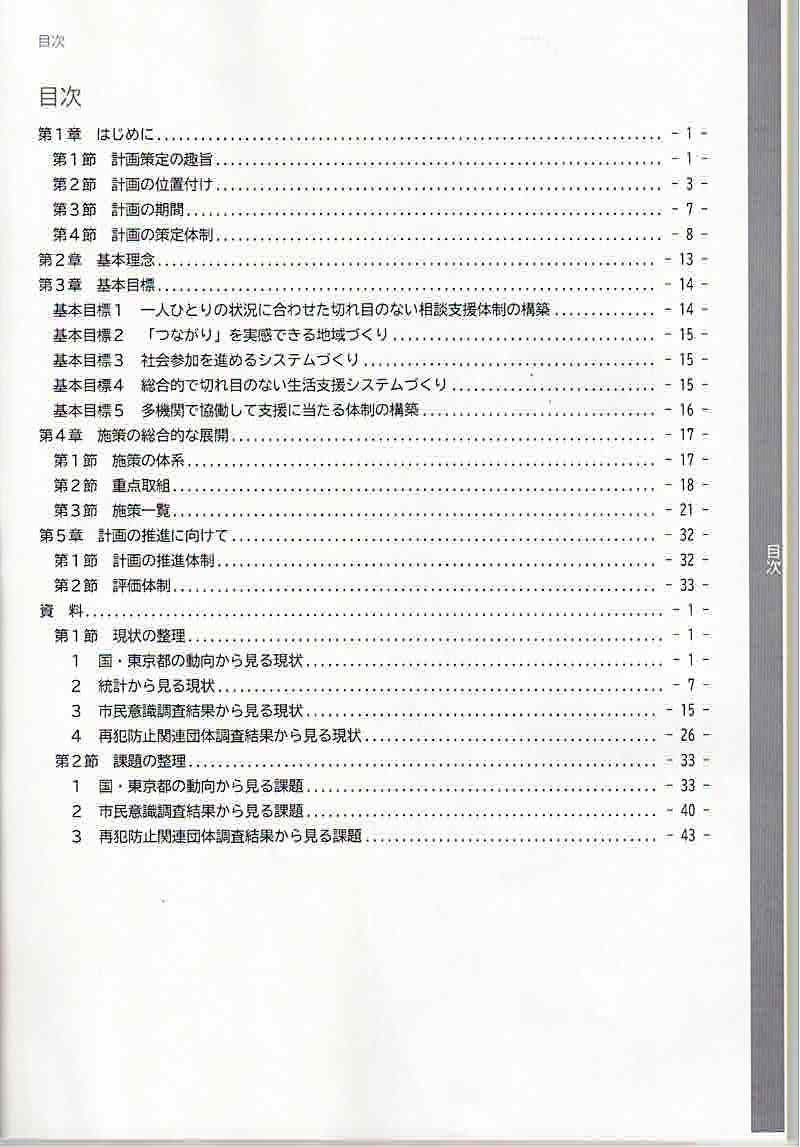 目次
目次
第1章　はじめに................................................................ - 1 -
第1節　計画策定の趣旨........................................................ - 1 -
第2節　計画の位置付け........................................................ - 3 -
第3節　計画の期間............................................................ - 7 -
第4節　計画の策定体制........................................................ - 8 -
第2章　基本理念................................................................ - 13 -
第3章　基本目標................................................................ - 14 -
基本目標1　一人ひとりの状況に合わせた切れ目のない相談支援体制の構築.............. - 14 -
基本目標2　「つながり」を実感できる地域づくり.................................. - 15 -
基本目標3　社会参加を進めるシステムづくり...................................... - 15 -
基本目標4　総合的で切れ目のない生活支援システムづくり.......................... - 15 -
基本目標5　多機関で協働して支援に当たる体制の構築.............................. - 16 -
第4章　施策の総合的な展開...................................................... - 17 -
第1節　施策の体系............................................................ - 17 -
第2節　重点取組.............................................................. - 18 -
第3節　施策一覧.............................................................. - 21 -
第5章　計画の推進に向けて...................................................... - 32 -
第1節　計画の推進体制........................................................ - 32 -
第2節　評価体制.............................................................. - 33 -
資　料.......................................................................... - 1 -
第1節　現状の整理............................................................ - 1 -
1　国・東京都の動向から見る現状.............................................. - 1 -
2　統計から見る現状.......................................................... - 7 -
3　市民意識調査結果から見る現状.............................................. - 15 -
4　再犯防止関連団体調査結果から見る現状...................................... - 26 -
第2節　課題の整理............................................................ - 33 -
1　国・東京都の動向から見る課題.............................................. - 33 -
2　市民意識調査結果から見る課題.............................................. - 40 -
3　再犯防止関連団体調査結果から見る課題...................................... - 43 -
目次